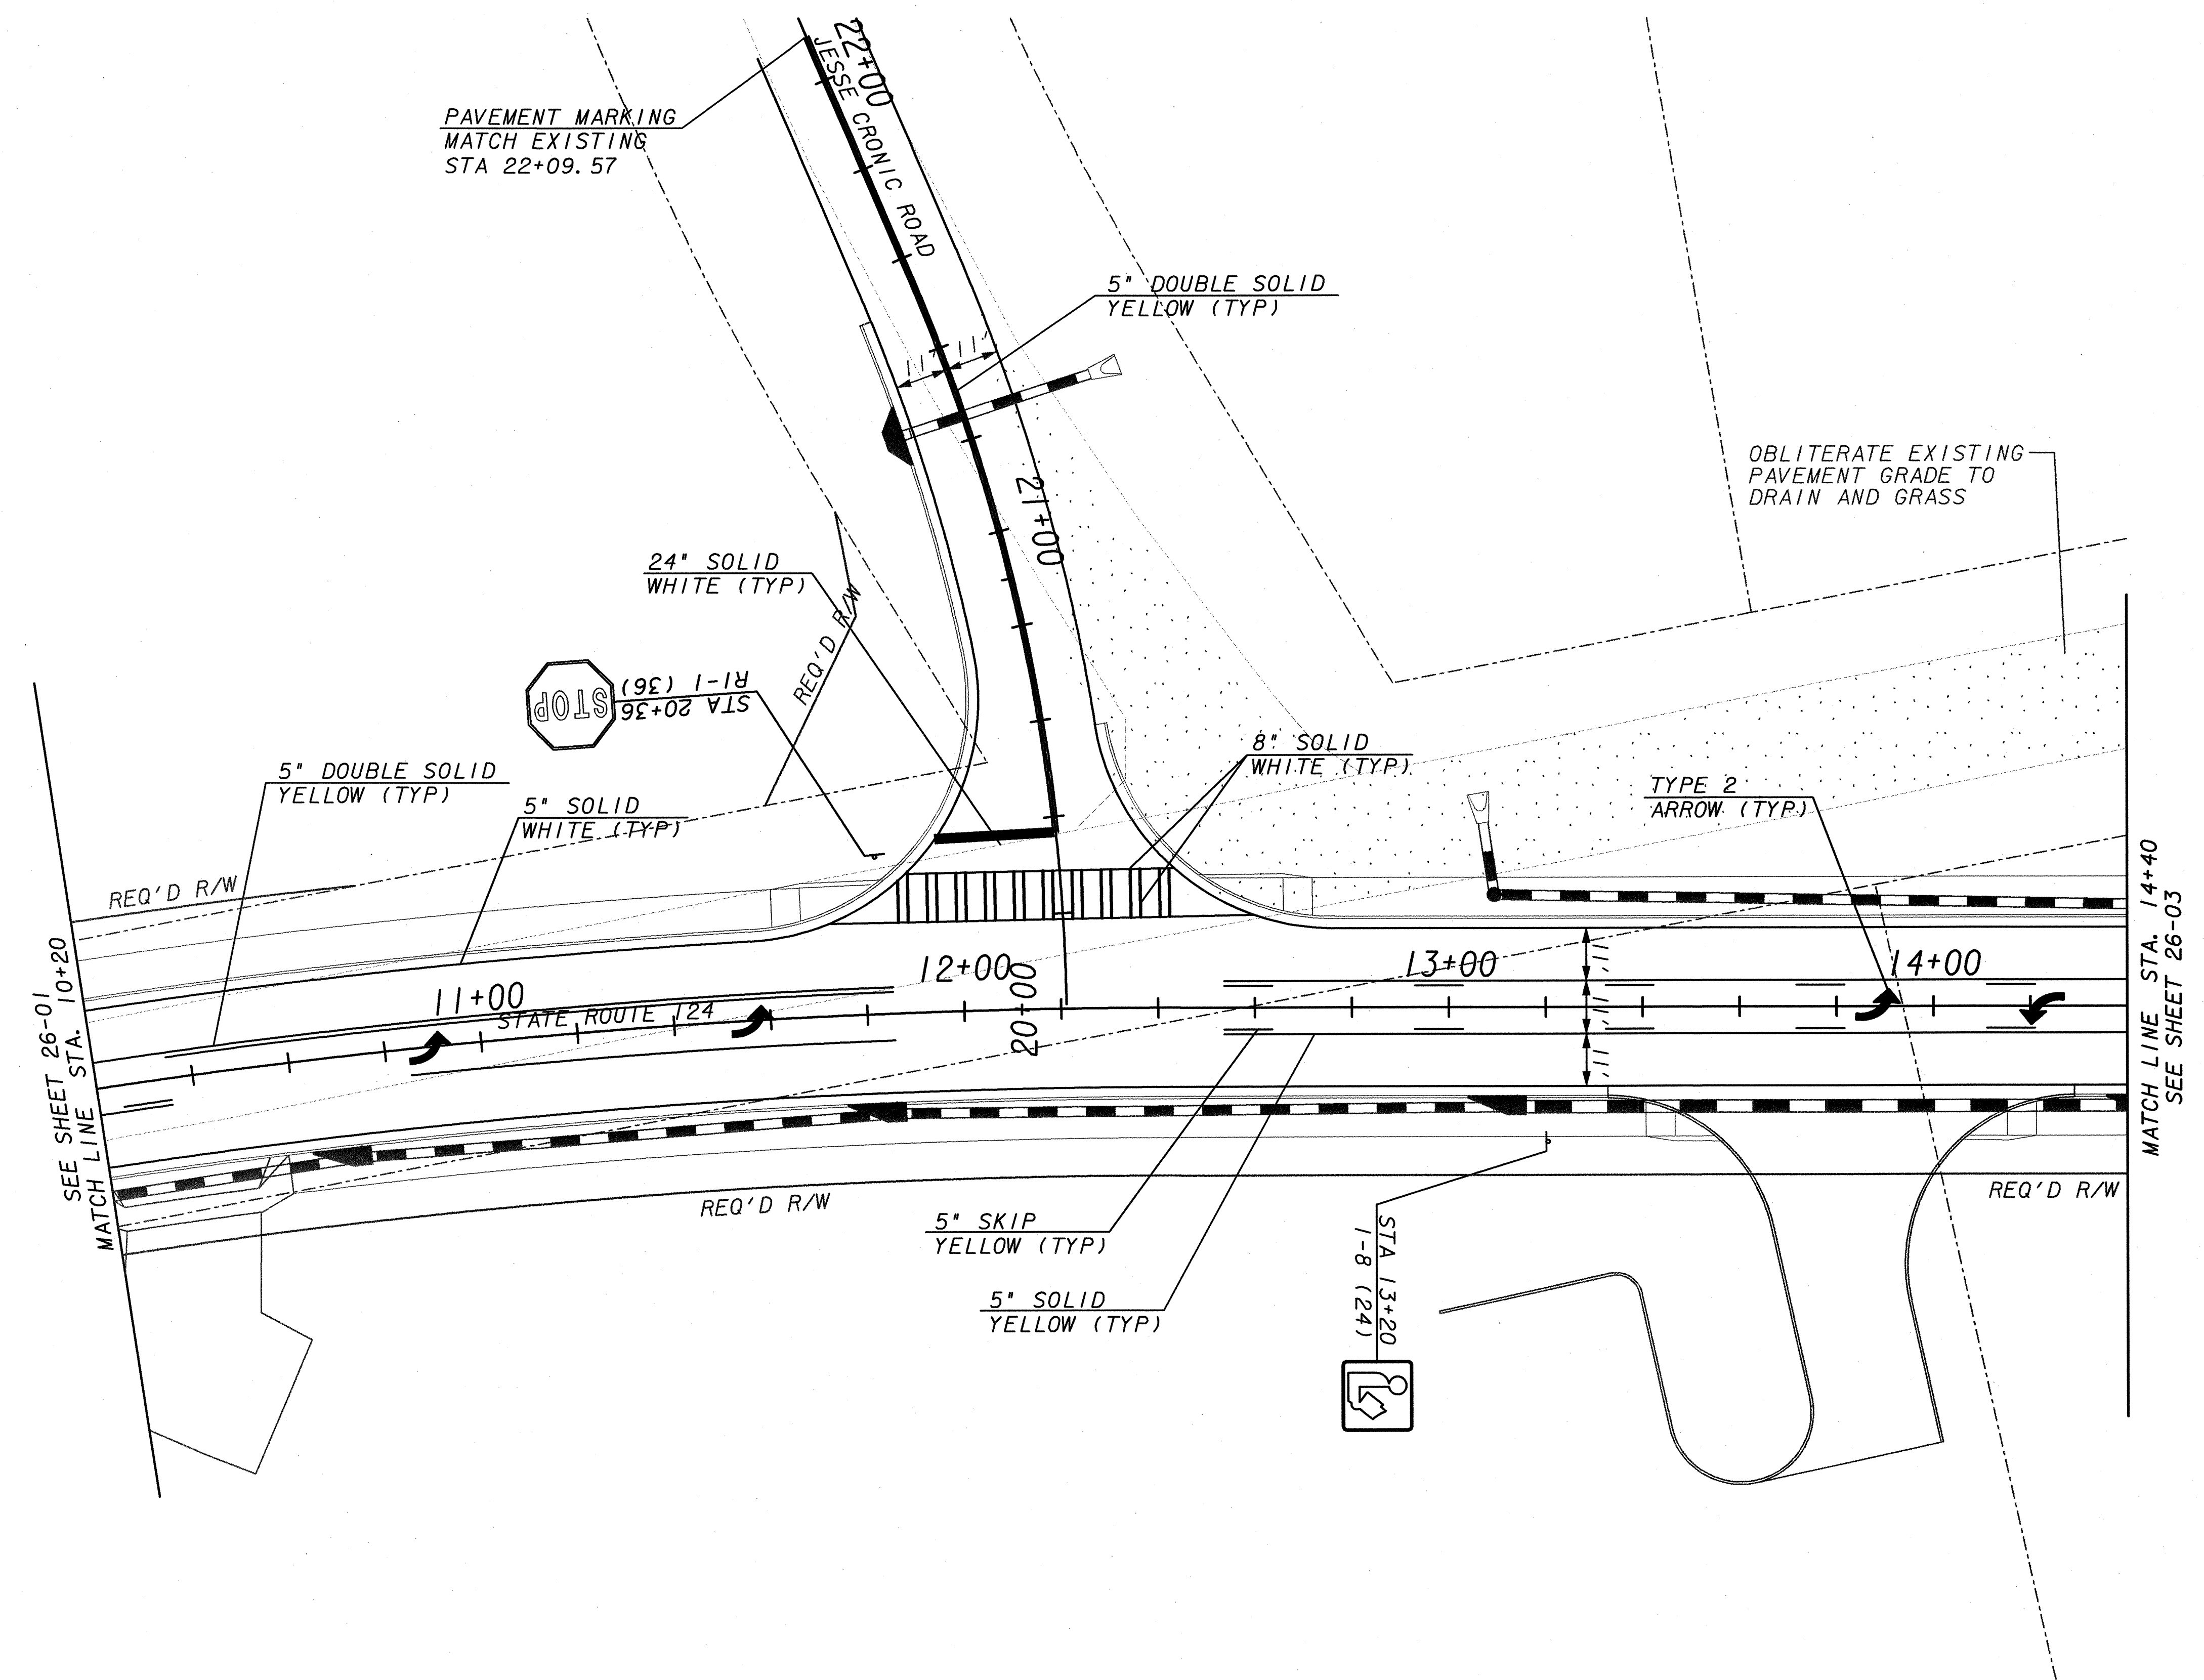 22+00
JESSE CRONIC ROAD
PAVEMENT MARKING
MATCH EXISTING
STA 22+09.57
5" DOUBLE SOLID
YELLOW (TYP)
11'
11'
21+00
OBLITERATE EXISTING
PAVEMENT GRADE TO
DRAIN AND GRASS
24" SOLID
WHITE (TYP)
REQ'D R/W
STOP
STA 20+36
R1-1 (36)
5" DOUBLE SOLID
YELLOW (TYP)
5" SOLID
WHITE (TYP)
8" SOLID
WHITE (TYP)
TYPE 2
ARROW (TYP)
REQ'D R/W
SEE SHEET 26-01
MATCH LINE STA. 10+20
11+00
STATE ROUTE 124
12+00
20+00
13+00
11'
11'
11'
14+00
MATCH LINE STA. 14+40
SEE SHEET 26-03
REQ'D R/W
REQ'D R/W
5" SKIP
YELLOW (TYP)
5" SOLID
YELLOW (TYP)
STA 13+20
I-8 (24)